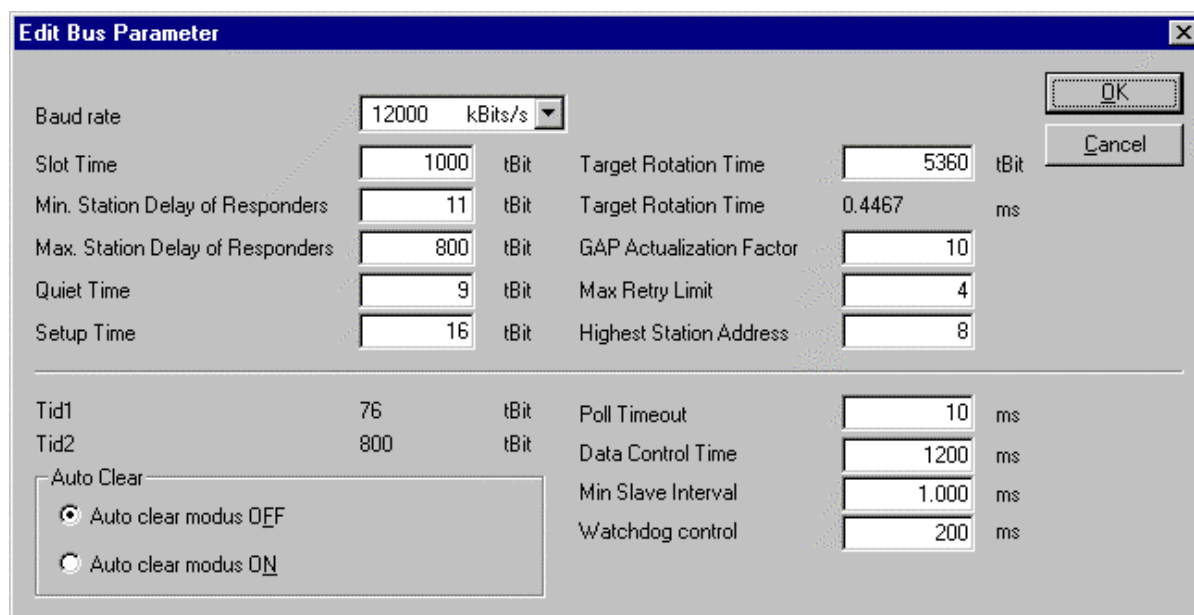 Edit Bus Parameter
Baud rate 12000 kBits/s
OK
Cancel
Slot Time 1000 tBit Target Rotation Time 5360 tBit
Min. Station Delay of Responders 11 tBit Target Rotation Time 0.4467 ms
Max. Station Delay of Responders 800 tBit GAP Actualization Factor 10
Quiet Time 9 tBit Max Retry Limit 4
Setup Time 16 tBit Highest Station Address 8
Tid1 76 tBit Poll Timeout 10 ms
Tid2 800 tBit Data Control Time 1200 ms
Auto Clear Min Slave Interval 1.000 ms
Auto clear modus OFF Watchdog control 200 ms
Auto clear modus ON